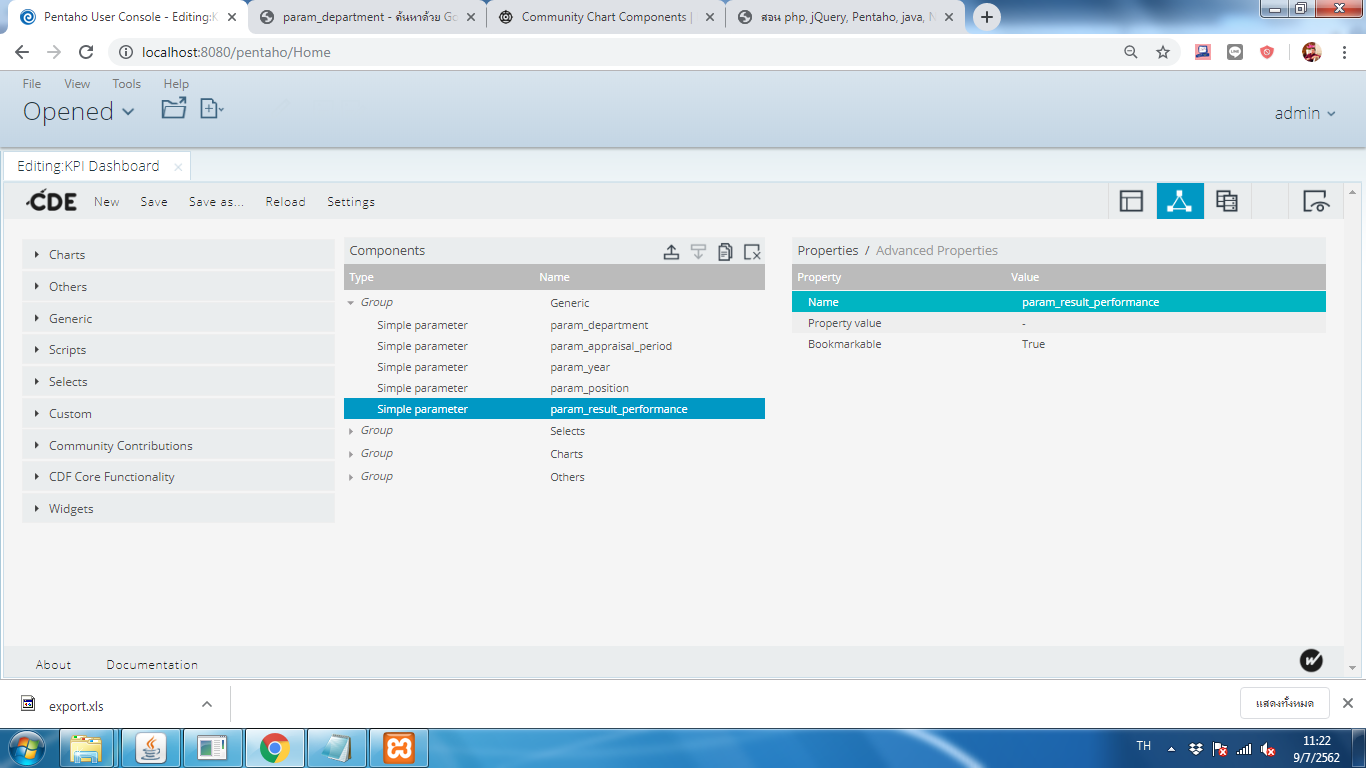 Pentaho User Console - Editing:K
param_department - ค้นหาด้วย Go
Community Chart Components |
สอน php, jQuery, Pentaho, java, N
localhost:8080/pentaho/Home
File View Tools Help
Opened
admin
Editing:KPI Dashboard
CDE New Save Save as... Reload Settings
Charts
Others
Generic
Scripts
Selects
Custom
Community Contributions
CDF Core Functionality
Widgets
Components
Type Name
Group Generic
Simple parameter param_department
Simple parameter param_appraisal_period
Simple parameter param_year
Simple parameter param_position
Simple parameter param_result_performance
Group Selects
Group Charts
Group Others
Properties / Advanced Properties
Property Value
Name param_result_performance
Property value -
Bookmarkable True
About Documentation
export.xls
แสดงทั้งหมด
TH
11:22
9/7/2562